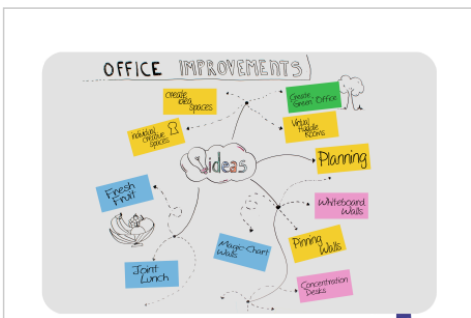 OFFICE IMPROVEMENTS
create
idea
spaces
Create
Green Office
Individual
creative
spaces
Virtual
Huddle
Rooms
ideas
Planning
Fresh
Fruit
Whiteboard
Walls
Magic-Chart
Walls
Pinning
Walls
Joint
Lunch
Concentration
Desks